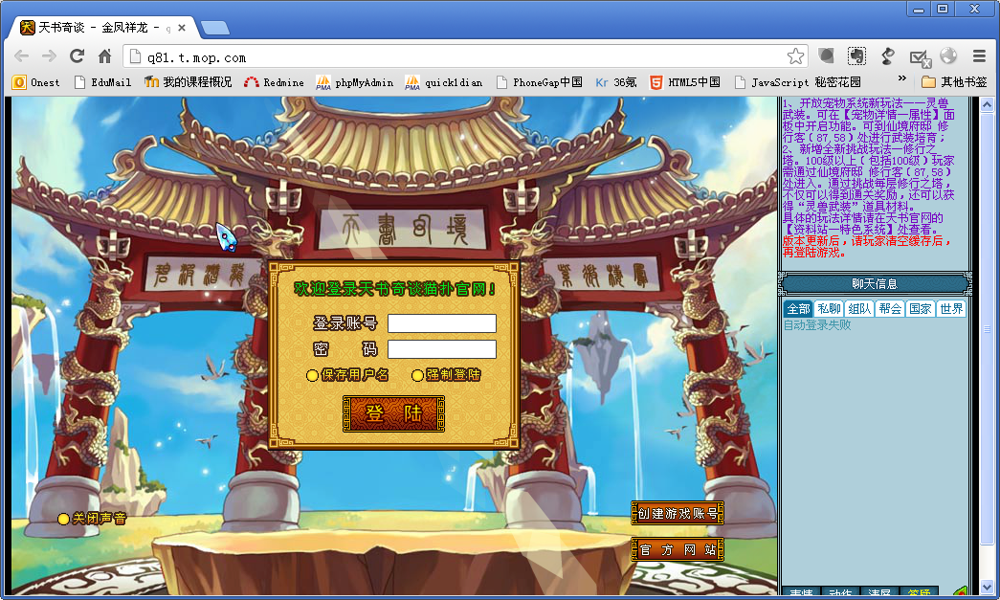 天书奇谈 - 金凤祥龙 -
q81.t.mop.com
Onest EduMail 我的课程概况 Redmine phpMyAdmin quick1dian PhoneGap中国 Kr 36氪 HTML5中国 JavaScript 秘密花园 » 其他书签
1、开放宠物系统新玩法——灵兽
武装。可在【宠物详情—属性】面
板中开启功能。可到仙境府邸 修
行客(87,58)处进行武装培育;
2、新增全新挑战玩法—修行之
塔。100级以上(包括100级)玩家
需通过仙境府邸 修行客(87,58)
处进入。通过挑战每层修行之塔,
不仅可以得到通关奖励,还可以获
得“灵兽武装”道具材料。
具体的玩法详情请在天书官网的
【资料站—特色系统】处查看。
版本更新后,请玩家清空缓存后,
再登陆游戏。
聊天信息
全部 私聊 组队 帮会 国家 世界
自动登录失败
欢迎登录天书奇谈猫扑官网!
登录账号
密 码
保存用户名 强制登陆
登 陆
关闭声音
创建游戏账号
官方网站
表情 动作 清屏